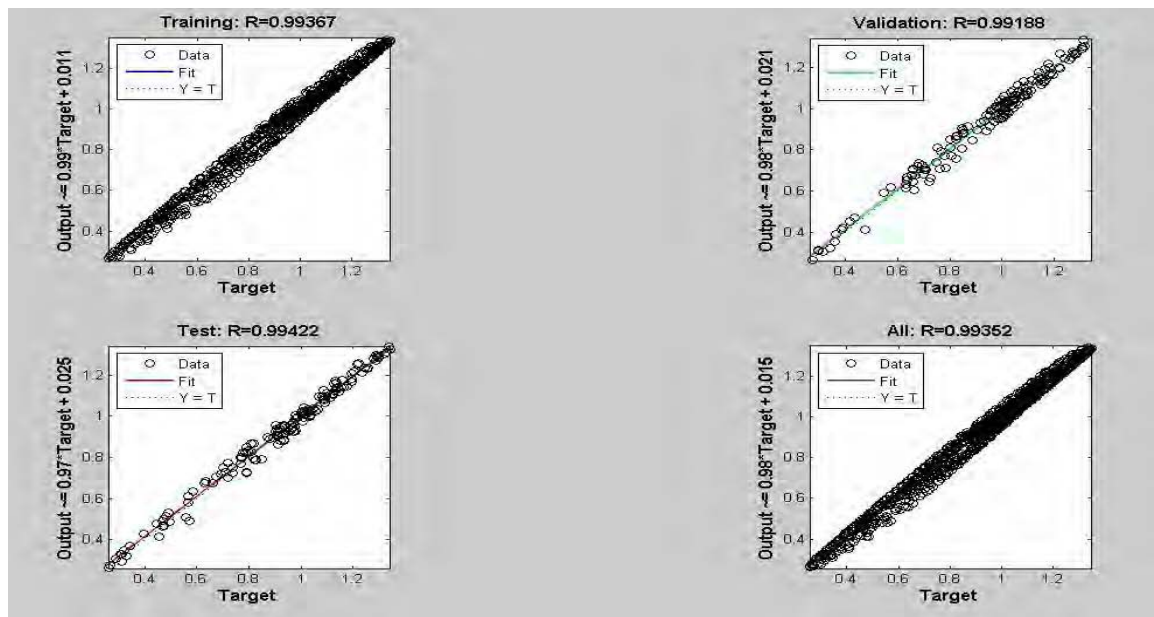 Training: R=0.99367
Output ~= 0.99*Target + 0.011
Data
Fit
Y = T
1.2
1
0.8
0.6
0.4
0.4 0.6 0.8 1 1.2
Target
Validation: R=0.99188
Output ~= 0.98*Target + 0.021
Data
Fit
Y = T
1.2
1
0.8
0.6
0.4
0.4 0.6 0.8 1 1.2
Target
Test: R=0.99422
Output ~= 0.97*Target + 0.025
Data
Fit
Y = T
1.2
1
0.8
0.6
0.4
0.4 0.6 0.8 1 1.2
Target
All: R=0.99352
Output ~= 0.98*Target + 0.015
Data
Fit
Y = T
1.2
1
0.8
0.6
0.4
0.4 0.6 0.8 1 1.2
Target